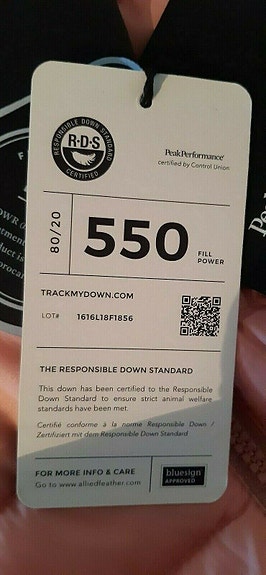 RESPONSIBLE DOWN STANDARD
R·D·S
CERTIFIED
PeakPerformance®
certified by Control Union
80/20
550
FILL
POWER
TRACKMYDOWN.COM
LOT# 1616L18F1856
THE RESPONSIBLE DOWN STANDARD
This down has been certified to the Responsible
Down Standard to ensure strict animal welfare
standards have been met.
Certifié conforme à la norme Responsible Down /
Zertifiziert mit dem Responsible Down Standard
FOR MORE INFO & CARE
Go to www.alliedfeather.com
bluesign
APPROVED